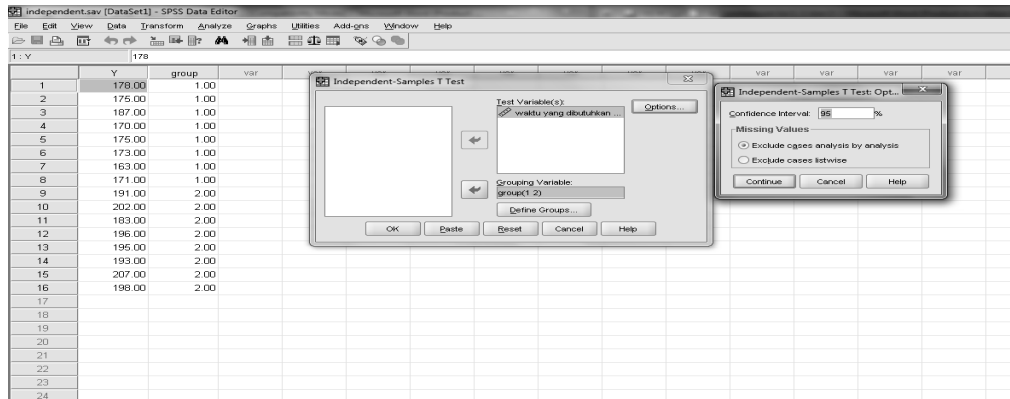 independent.sav [DataSet1] - SPSS Data Editor
File Edit View Data Transform Analyze Graphs Utilities Add-ons Window Help
1 : Y 178
Y group var var var var var
1 178.00 1.00
2 175.00 1.00
3 187.00 1.00
4 170.00 1.00
5 175.00 1.00
6 173.00 1.00
7 163.00 1.00
8 171.00 1.00
9 191.00 2.00
10 202.00 2.00
11 183.00 2.00
12 196.00 2.00
13 195.00 2.00
14 193.00 2.00
15 207.00 2.00
16 198.00 2.00
17
18
19
20
21
22
23
24
Independent-Samples T Test
Test Variable(s):
waktu yang dibutuhkan ...
Options...
Grouping Variable:
group(1 2)
Define Groups...
OK Paste Reset Cancel Help
Independent-Samples T Test: Opt...
Confidence Interval: 95 %
Missing Values
Exclude cases analysis by analysis
Exclude cases listwise
Continue Cancel Help